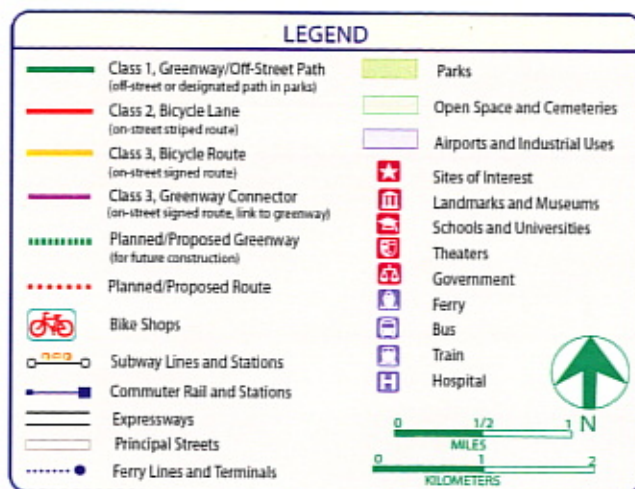 LEGEND
Class 1, Greenway/Off-Street Path
(off-street or designated path in parks)
Class 2, Bicycle Lane
(on-street striped route)
Class 3, Bicycle Route
(on-street signed route)
Class 3, Greenway Connector
(on-street signed route, link to greenway)
Planned/Proposed Greenway
(for future construction)
Planned/Proposed Route
Bike Shops
Subway Lines and Stations
Commuter Rail and Stations
Expressways
Principal Streets
Ferry Lines and Terminals
Parks
Open Space and Cemeteries
Airports and Industrial Uses
Sites of Interest
Landmarks and Museums
Schools and Universities
Theaters
Government
Ferry
Bus
Train
H Hospital
N
0 1/2 1
MILES
0 1 2
KILOMETERS